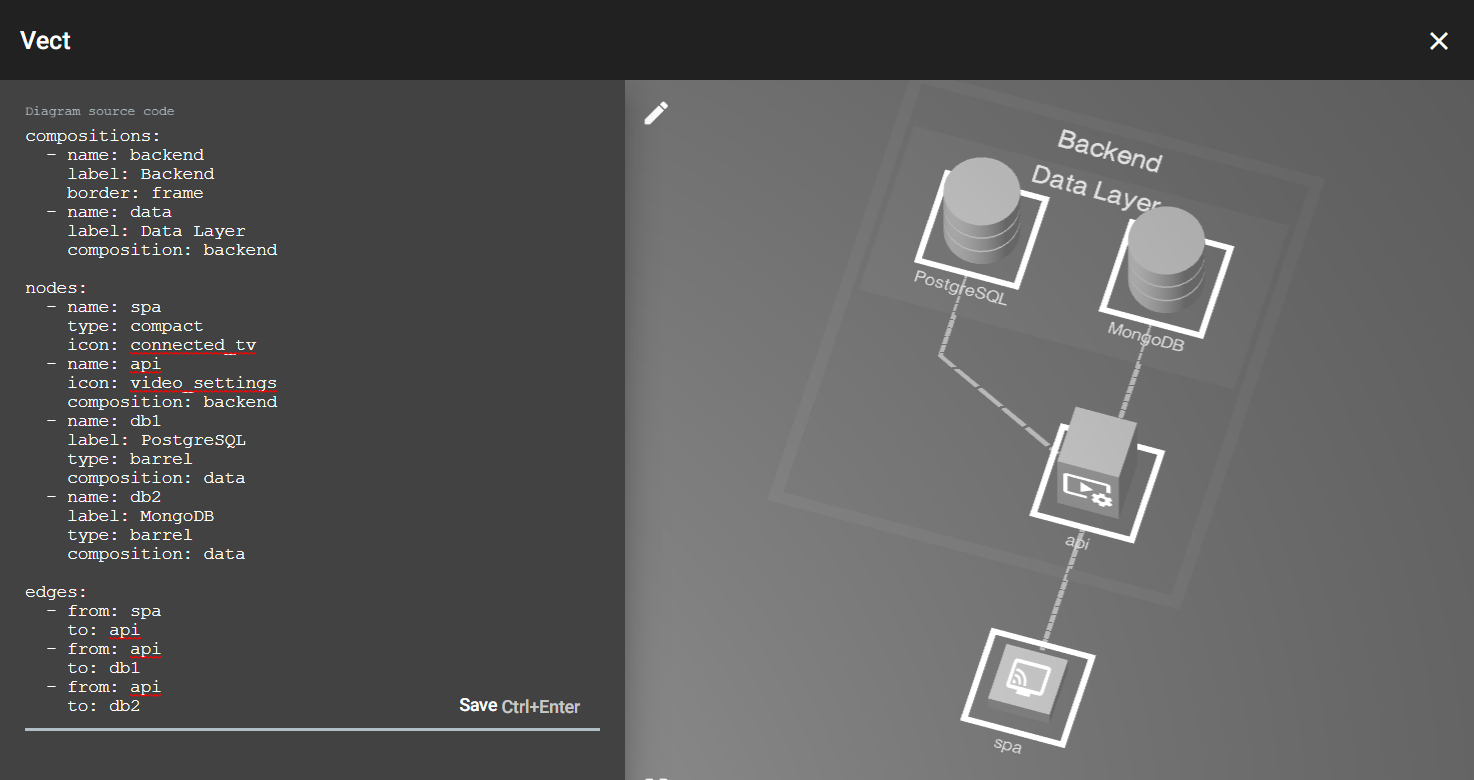 Vect
Diagram source code
compositions:
- name: backend
label: Backend
border: frame
- name: data
label: Data Layer
composition: backend
nodes:
- name: spa
type: compact
icon: connected_tv
- name: api
icon: video_settings
composition: backend
- name: db1
label: PostgreSQL
type: barrel
composition: data
- name: db2
label: MongoDB
type: barrel
composition: data
edges:
- from: spa
to: api
- from: api
to: db1
- from: api
to: db2
Save Ctrl+Enter
Backend
Data Layer
PostgreSQL
MongoDB
api
spa